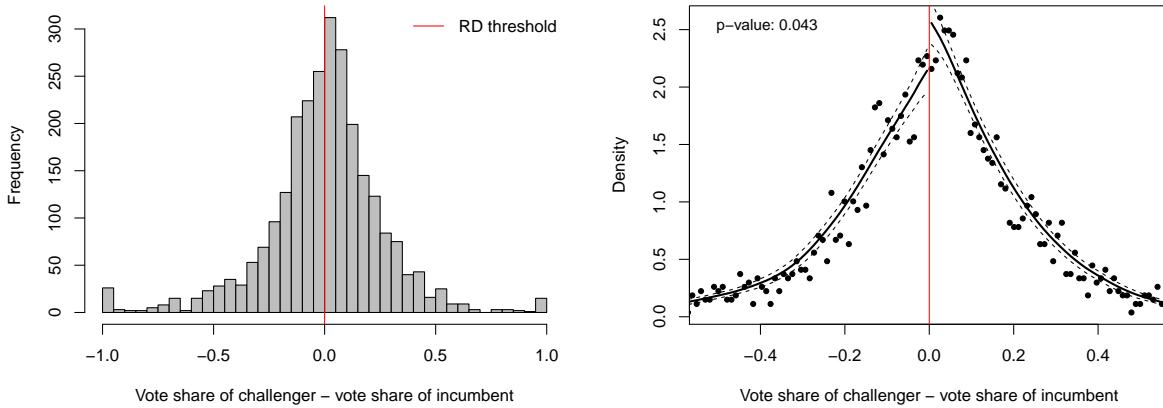 RD threshold
Frequency
300
250
200
150
100
50
0
−1.0 −0.5 0.0 0.5 1.0
Vote share of challenger − vote share of incumbent
p−value: 0.043
Density
2.5
2.0
1.5
1.0
0.5
0.0
−0.4 −0.2 0.0 0.2 0.4
Vote share of challenger − vote share of incumbent